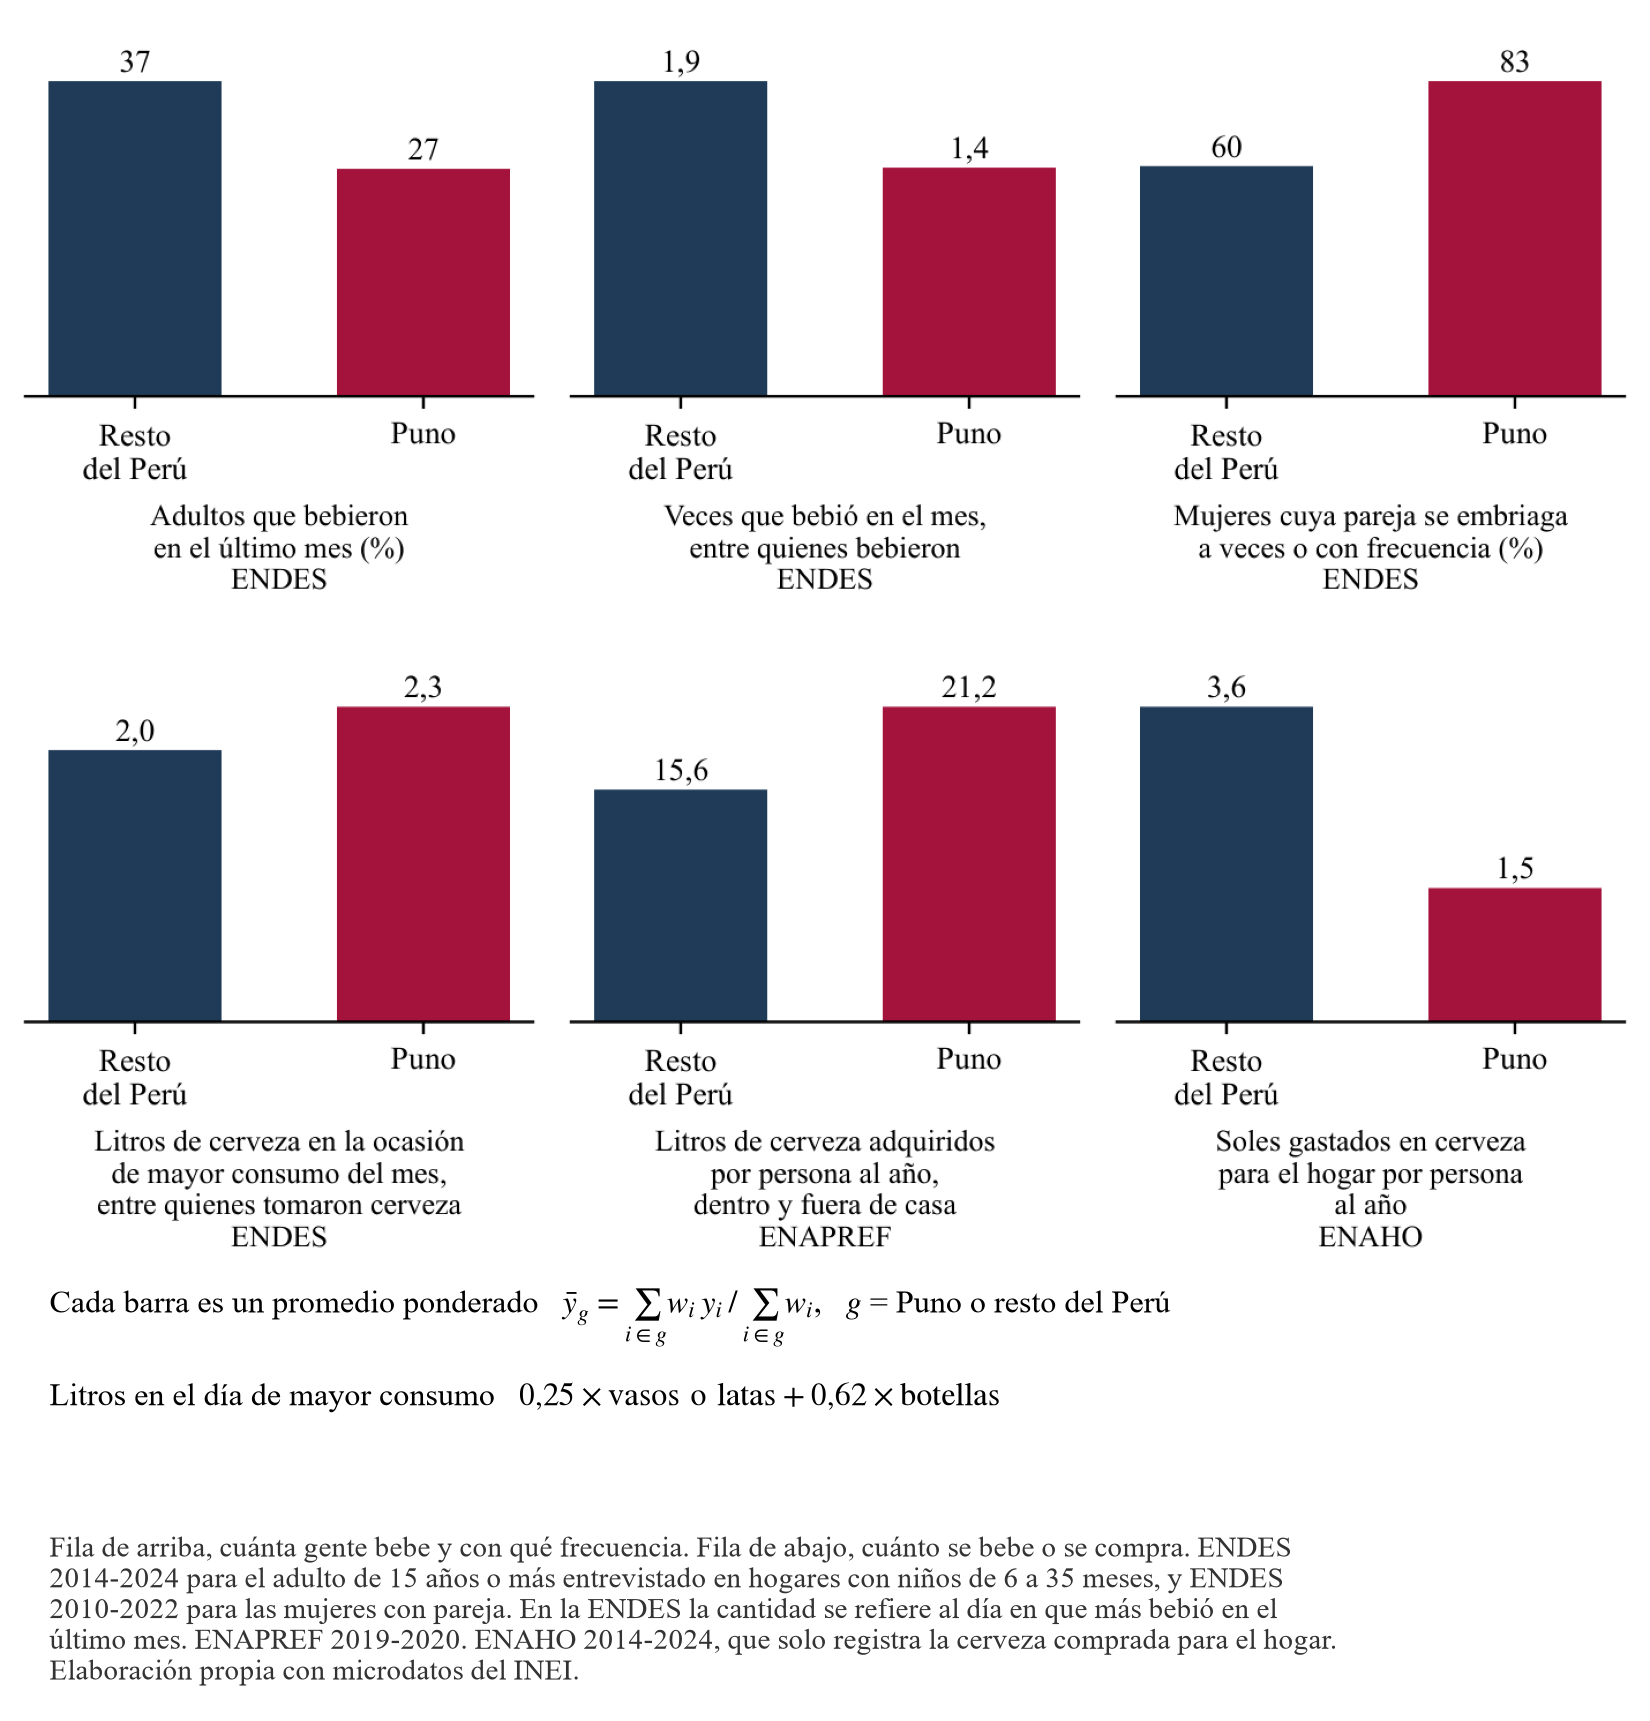 37
27
Resto
del Perú
Puno
Adultos que bebieron
en el último mes (%)
ENDES
1,9
1,4
Resto
del Perú
Puno
Veces que bebió en el mes,
entre quienes bebieron
ENDES
60
83
Resto
del Perú
Puno
Mujeres cuya pareja se embriaga
a veces o con frecuencia (%)
ENDES
2,0
2,3
Resto
del Perú
Puno
Litros de cerveza en la ocasión
de mayor consumo del mes,
entre quienes tomaron cerveza
ENDES
15,6
21,2
Resto
del Perú
Puno
Litros de cerveza adquiridos
por persona al año,
dentro y fuera de casa
ENAPREF
3,6
1,5
Resto
del Perú
Puno
Soles gastados en cerveza
para el hogar por persona
al año
ENAHO
Cada barra es un promedio ponderado ȳ_g = ∑_{i∈g} w_i y_i / ∑_{i∈g} w_i, g = Puno o resto del Perú
Litros en el día de mayor consumo 0,25 × vasos o latas + 0,62 × botellas
Fila de arriba, cuánta gente bebe y con qué frecuencia. Fila de abajo, cuánto se bebe o se compra. ENDES
2014-2024 para el adulto de 15 años o más entrevistado en hogares con niños de 6 a 35 meses, y ENDES
2010-2022 para las mujeres con pareja. En la ENDES la cantidad se refiere al día en que más bebió en el
último mes. ENAPREF 2019-2020. ENAHO 2014-2024, que solo registra la cerveza comprada para el hogar.
Elaboración propia con microdatos del INEI.